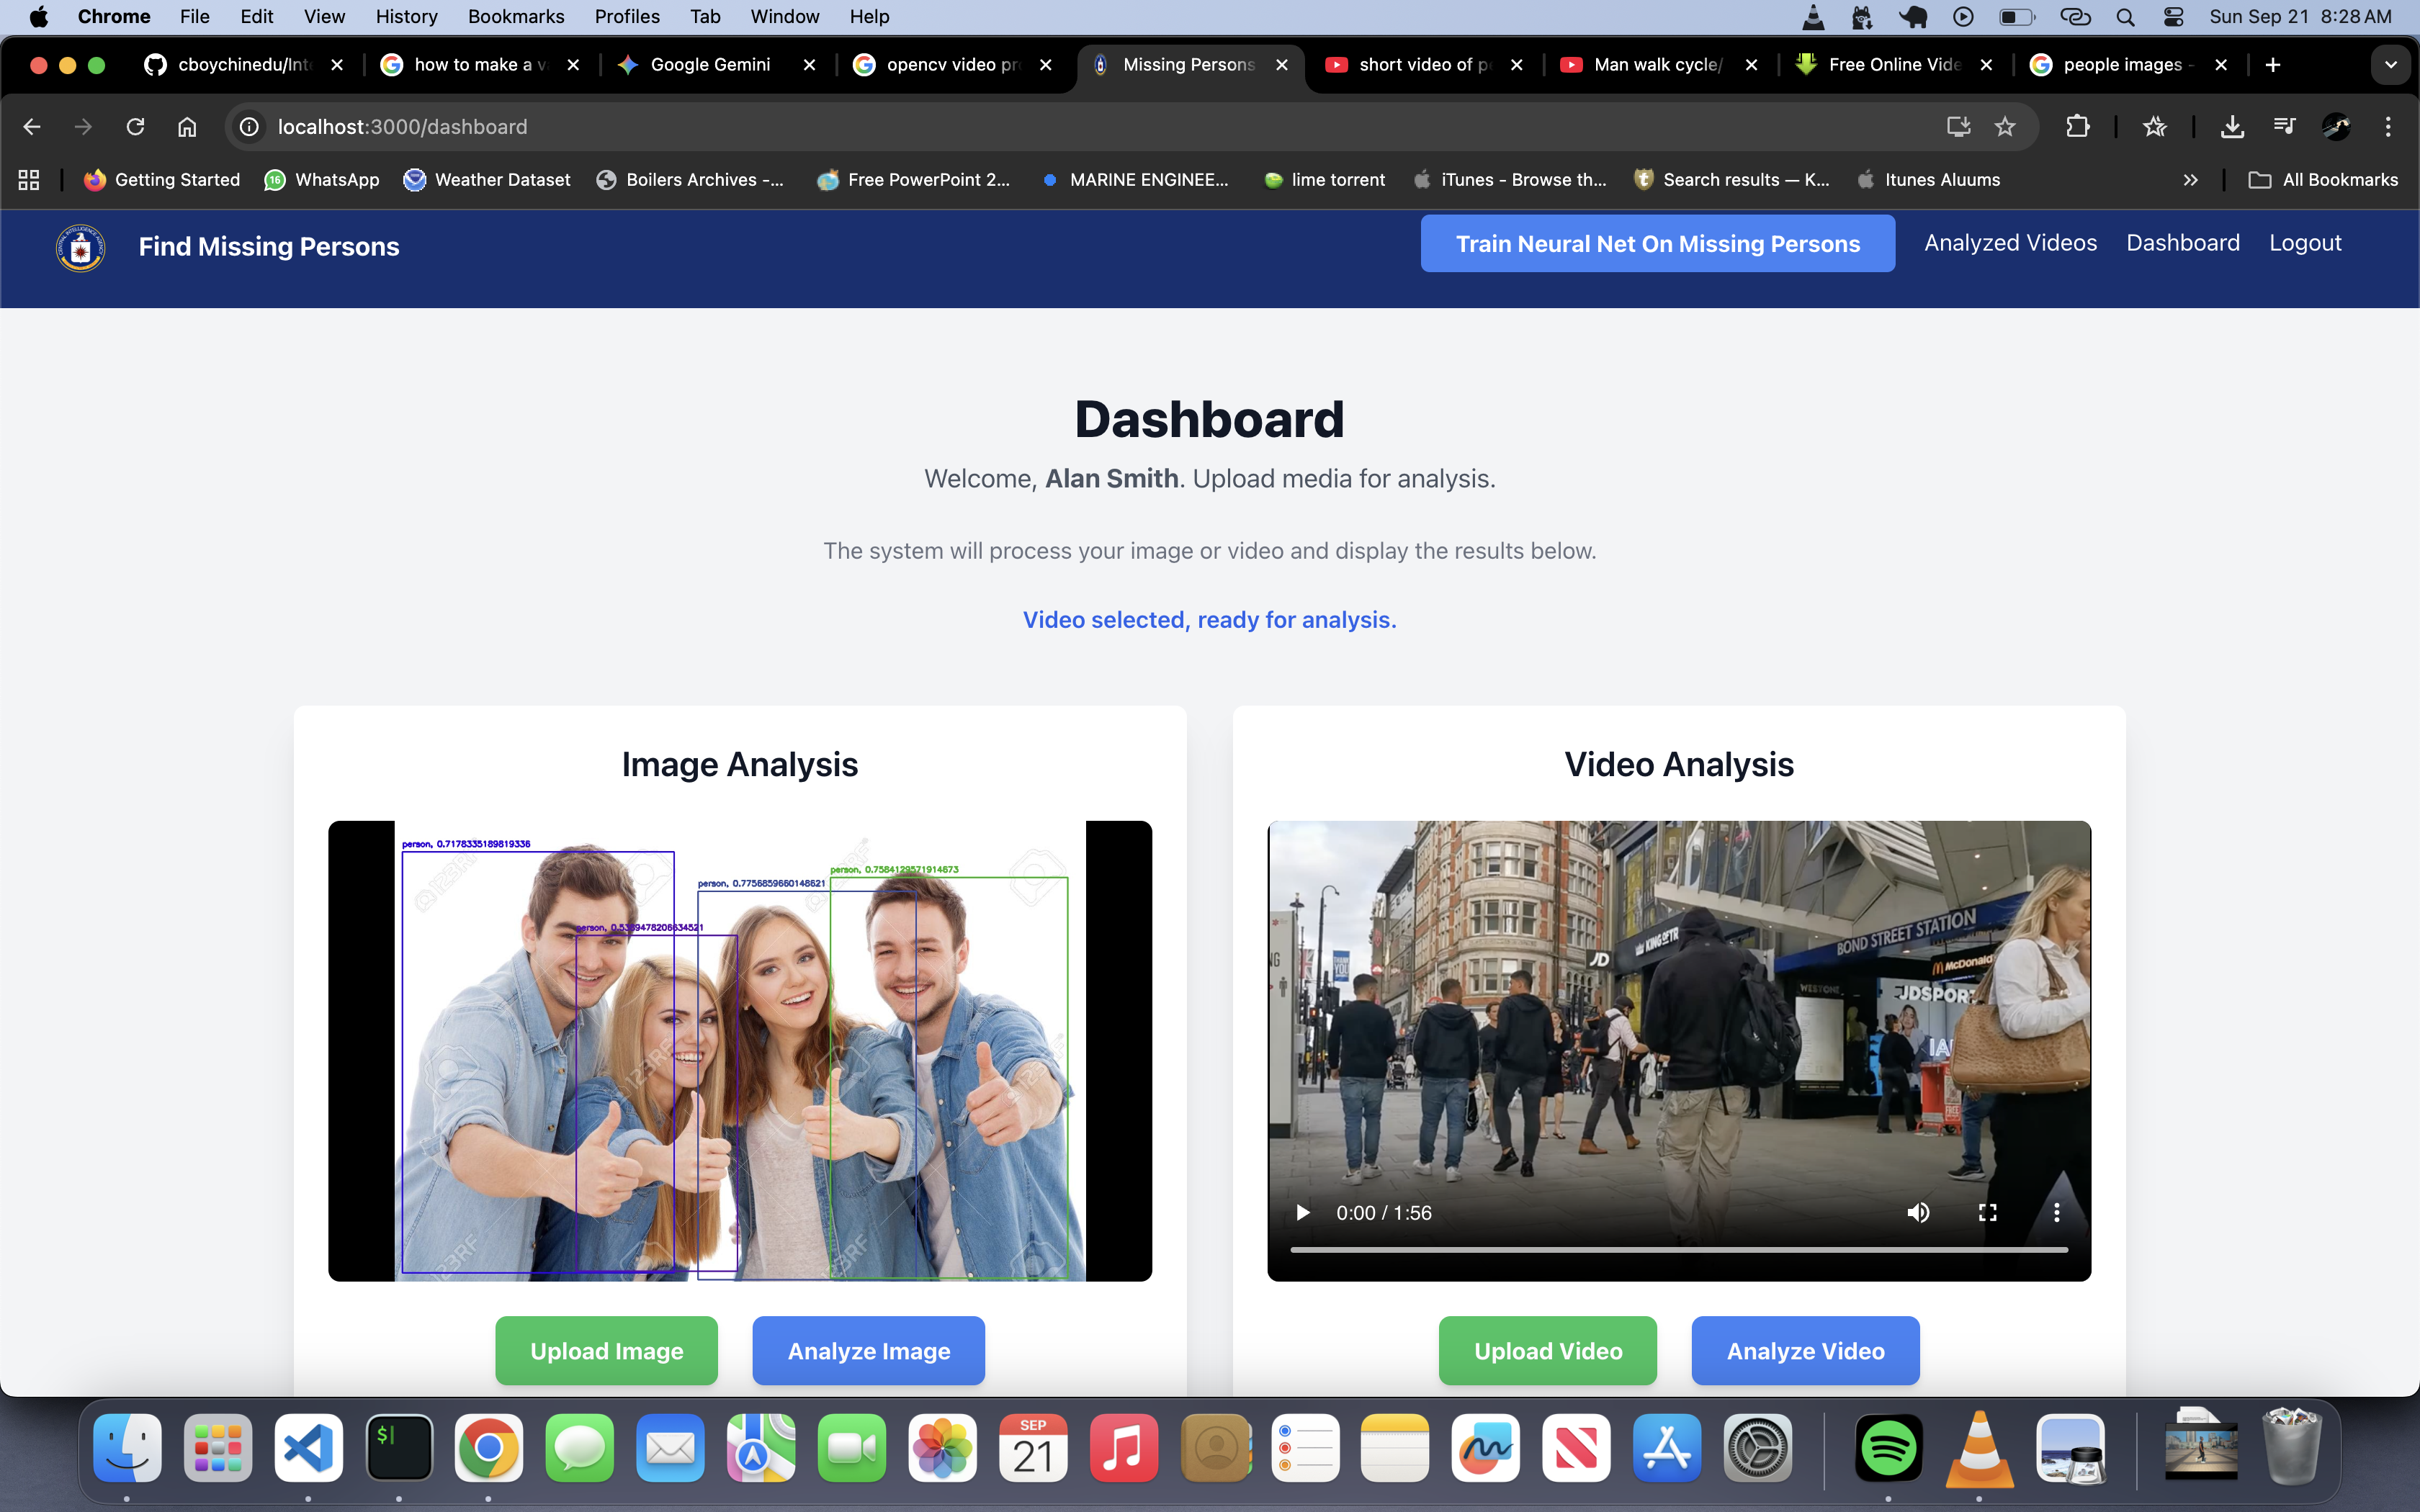 Chrome File Edit View History Bookmarks Profiles Tab Window Help
Sun Sep 21 8:28 AM
cboychinedu/Int
how to make a v
Google Gemini
opencv video pr
Missing Persons
short video of p
Man walk cycle/
Free Online Vide
people images -
localhost:3000/dashboard
Getting Started
16
WhatsApp
Weather Dataset
Boilers Archives -...
Free PowerPoint 2...
MARINE ENGINEE...
lime torrent
iTunes - Browse th...
Search results — K...
Itunes Aluums
All Bookmarks
Find Missing Persons
Train Neural Net On Missing Persons
Analyzed Videos
Dashboard
Logout
Dashboard
Welcome, Alan Smith. Upload media for analysis.
The system will process your image or video and display the results below.
Video selected, ready for analysis.
Image Analysis
person, 0.7178335189819336
person, 0.7756859660148621
person, 0.7584129571914673
123RF
Upload Image
Analyze Image
Video Analysis
JD
BOND STREET STATION
McDonald
WESTONE
JDSPORT
0:00 / 1:56
Upload Video
Analyze Video
SEP
21